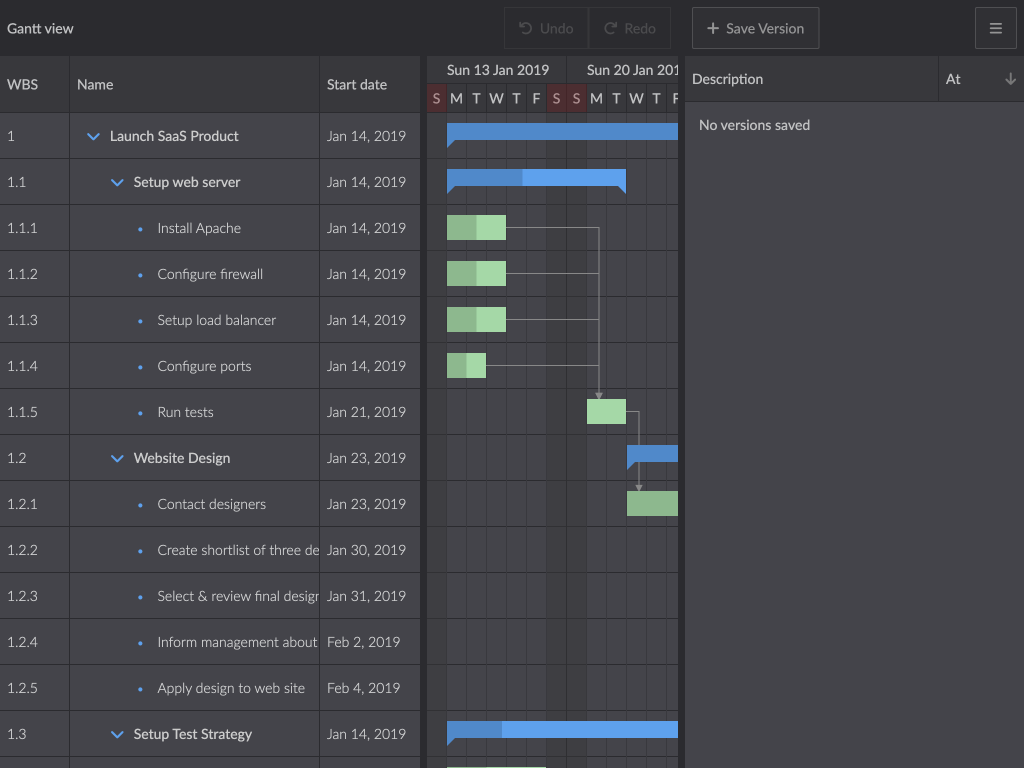 Gantt view
Undo
Redo
Save Version
WBS
Name
Start date
Sun 13 Jan 2019
Sun 20 Jan 201
S M T W T F S S M T W T F
Description
At
No versions saved
1 Launch SaaS Product Jan 14, 2019
1.1 Setup web server Jan 14, 2019
1.1.1 Install Apache Jan 14, 2019
1.1.2 Configure firewall Jan 14, 2019
1.1.3 Setup load balancer Jan 14, 2019
1.1.4 Configure ports Jan 14, 2019
1.1.5 Run tests Jan 21, 2019
1.2 Website Design Jan 23, 2019
1.2.1 Contact designers Jan 23, 2019
1.2.2 Create shortlist of three de Jan 30, 2019
1.2.3 Select & review final design Jan 31, 2019
1.2.4 Inform management about Feb 2, 2019
1.2.5 Apply design to web site Feb 4, 2019
1.3 Setup Test Strategy Jan 14, 2019